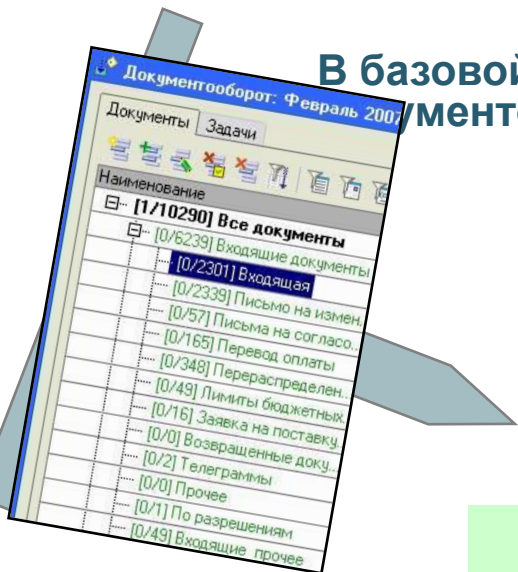 В базовой
Документооборот: Февраль 2007
Документы Задачи
Наименование
[1/10290] Все документы
[0/6239] Входящие документы
[0/2301] Входящая
[0/2339] Письмо на измен.
[0/57] Письма на согласо...
[0/165] Перевод оплаты
[0/348] Перераспределен...
[0/49] Лимиты бюджетных
[0/16] Заявка на поставку
[0/0] Возвращенные доку...
[0/2] Телеграммы
[0/0] Прочее
[0/1] По разрешениям
[0/49] Входящие прочее